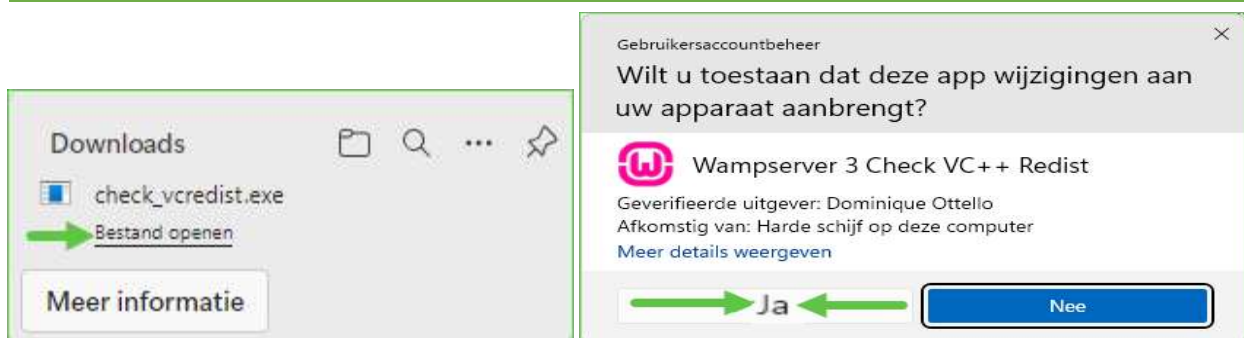 Downloads
check_vcredist.exe
Bestand openen
Meer informatie
Gebruikersaccountbeheer
Wilt u toestaan dat deze app wijzigingen aan
uw apparaat aanbrengt?
Wampserver 3 Check VC++ Redist
Geverifieerde uitgever: Dominique Ottello
Afkomstig van: Harde schijf op deze computer
Meer details weergeven
Ja
Nee